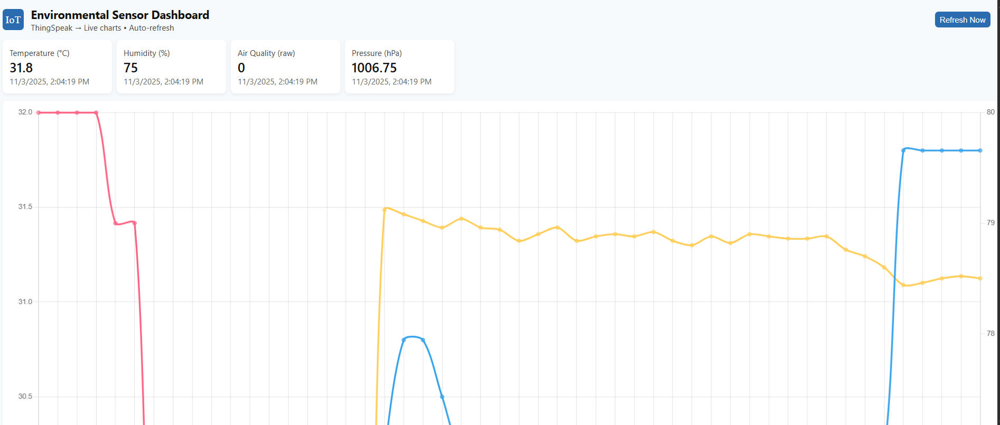 IoT
Environmental Sensor Dashboard
ThingSpeak → Live charts • Auto-refresh
Refresh Now
Temperature (°C)
31.8
11/3/2025, 2:04:19 PM
Humidity (%)
75
11/3/2025, 2:04:19 PM
Air Quality (raw)
0
11/3/2025, 2:04:19 PM
Pressure (hPa)
1006.75
11/3/2025, 2:04:19 PM
32.0
31.5
31.0
30.5
80
79
78